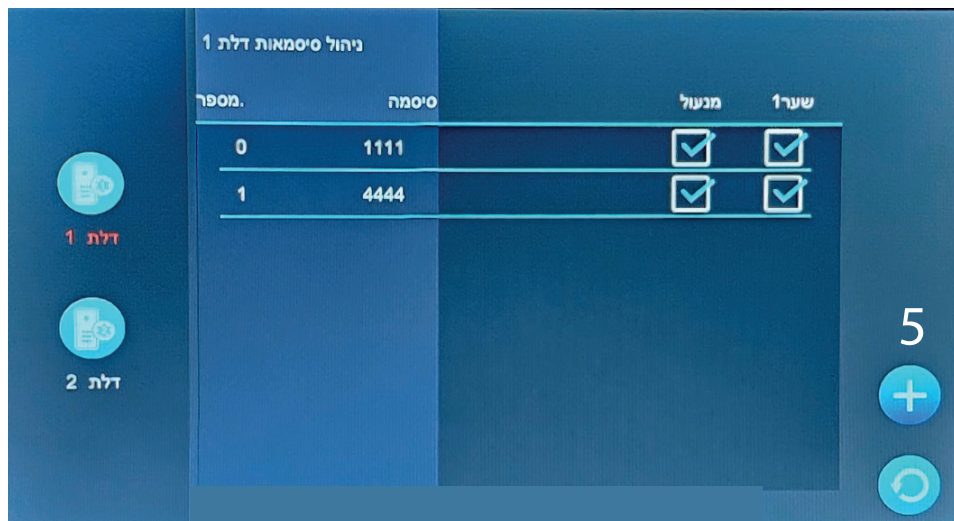 ניהול סיסמאות דלת 1
מספר. סיסמה מנעול שער1
0 1111
1 4444
דלת 1
דלת 2
5